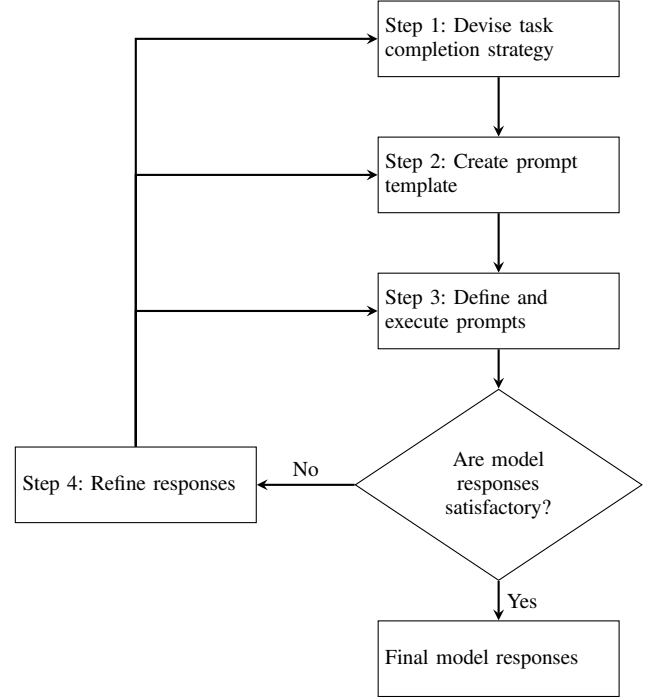 Step 1: Devise task
completion strategy
Step 2: Create prompt
template
Step 3: Define and
execute prompts
Are model
responses
satisfactory?
No
Step 4: Refine responses
Yes
Final model responses